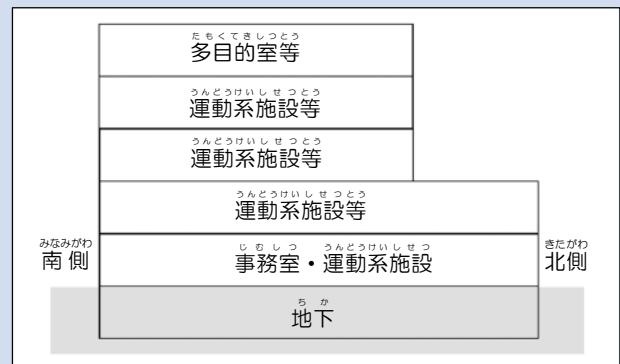 たもくてきしつとう
多目的室等
うんどうけいしせつとう
運動系施設等
うんどうけいしせつとう
運動系施設等
うんどうけいしせつとう
運動系施設等
みなみがわ
南側
じむしつ うんどうけいしせつ
事務室・運動系施設
きたがわ
北側
ちか
地下